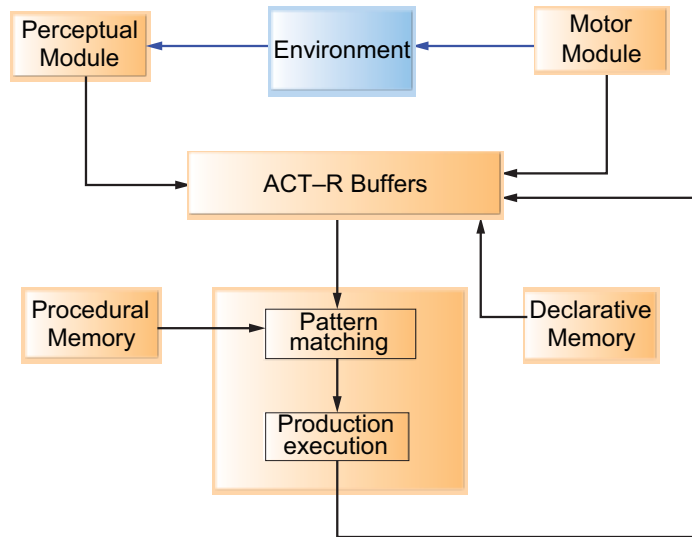 Perceptual
Module
Environment
Motor
Module
ACT–R Buffers
Procedural
Memory
Pattern
matching
Declarative
Memory
Production
execution